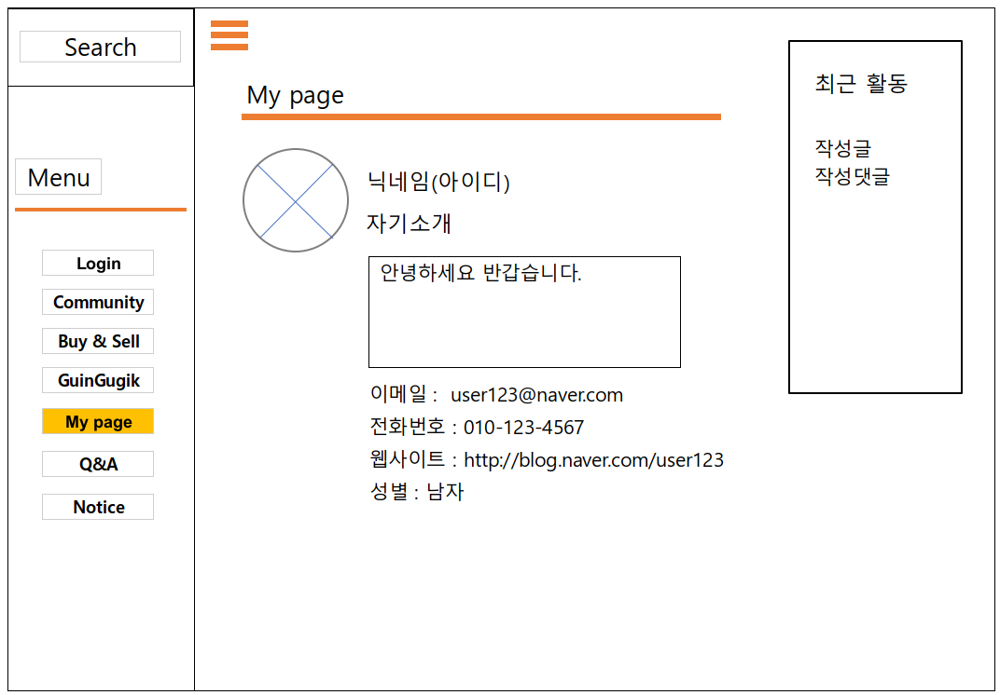 Search
Menu
Login
Community
Buy & Sell
GuinGugik
My page
Q&A
Notice
My page
닉네임(아이디)
자기소개
안녕하세요 반갑습니다.
이메일 : user123@naver.com
전화번호 : 010-123-4567
웹사이트 : http://blog.naver.com/user123
성별 : 남자
최근 활동
작성글
작성댓글